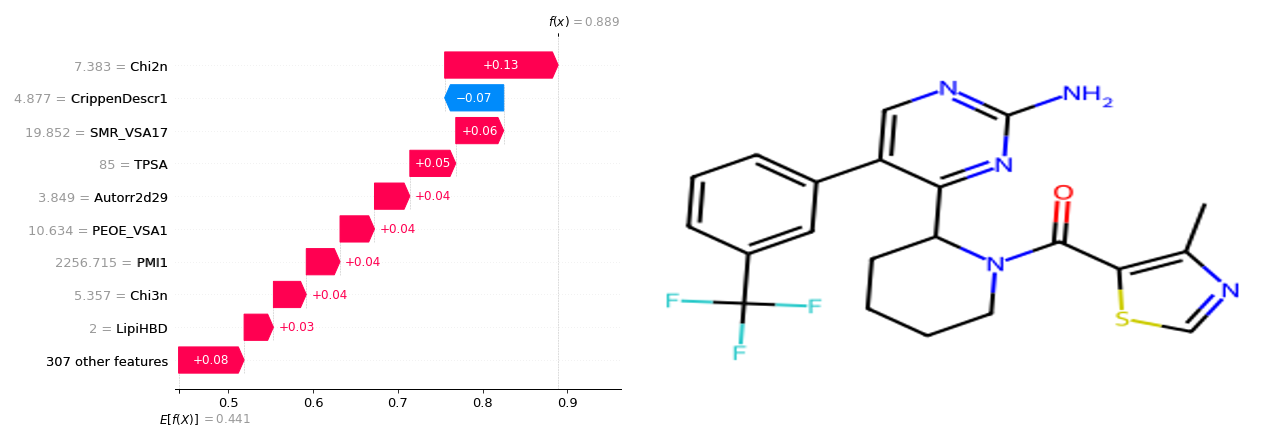 f(x) = 0.889
7.383 = Chi2n
+0.13
4.877 = CrippenDescr1
−0.07
19.852 = SMR_VSA17
+0.06
85 = TPSA
+0.05
3.849 = Autorr2d29
+0.04
10.634 = PEOE_VSA1
+0.04
2256.715 = PMI1
+0.04
5.357 = Chi3n
+0.04
2 = LipiHBD
+0.03
307 other features
+0.08
0.5 0.6 0.7 0.8 0.9
E[f(X)] = 0.441
N
NH2
N
O
N
N
F
F
S
F